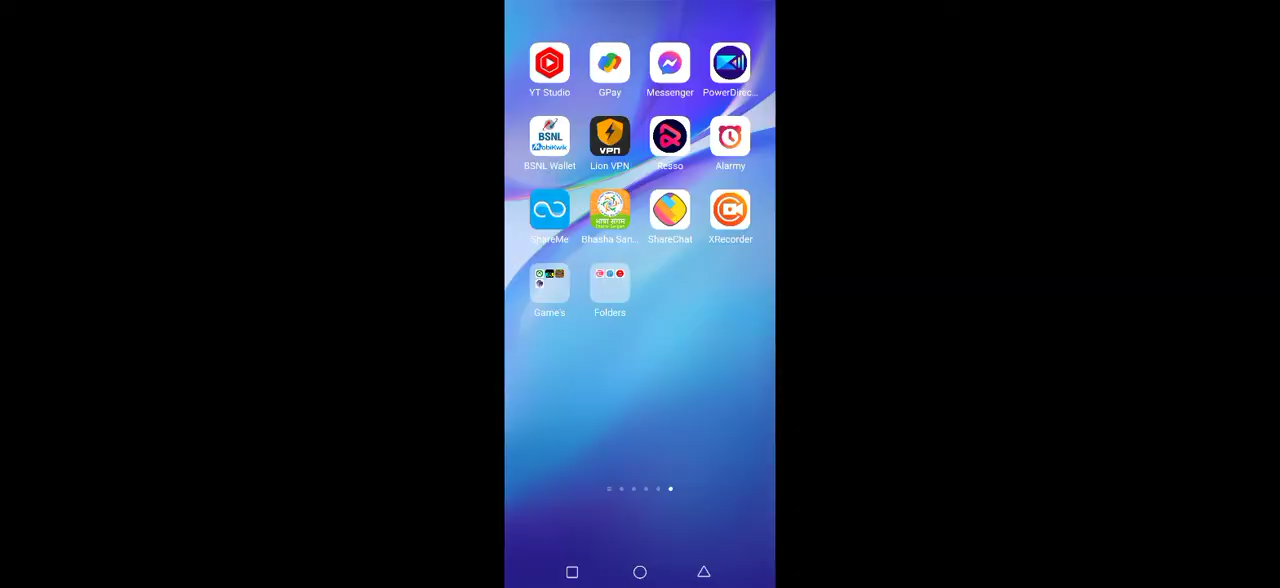 YT Studio
GPay
Messenger
PowerDirec...
BSNL
MobiKwik
BSNL Wallet
VPN
Lion VPN
Resso
Alarmy
ShareMe
भाषा संगम
Bhasha San...
ShareChat
XRecorder
Game's
Folders